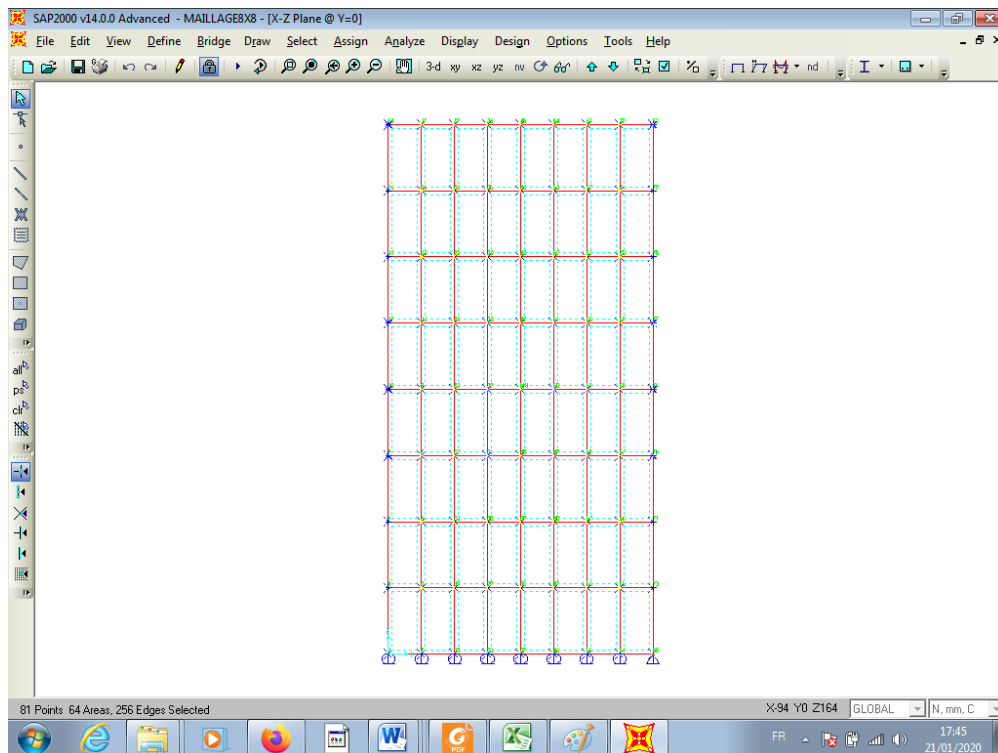 SAP2000 v14.0.0 Advanced - MAILLAGE8X8 - [X-Z Plane @ Y=0]
File Edit View Define Bridge Draw Select Assign Analyze Display Design Options Tools Help
3-d xy xz yz nv nd
all
ps
clr
81 Points 64 Areas, 256 Edges Selected X-94 Y0 Z164 GLOBAL N, mm, C
FR 17:45
21/01/2020